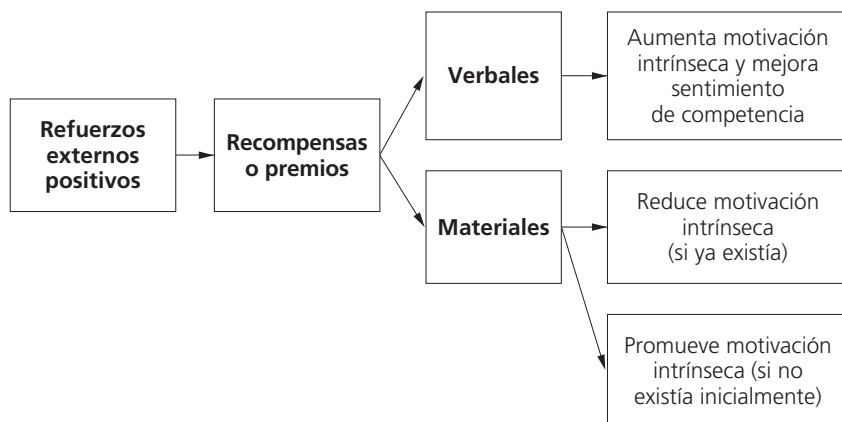 Refuerzos
externos
positivos
Recompensas
o premios
Verbales
Aumenta motivación
intrínseca y mejora
sentimiento
de competencia
Materiales
Reduce motivación
intrínseca
(si ya existía)
Promueve motivación
intrínseca (si no
existía inicialmente)